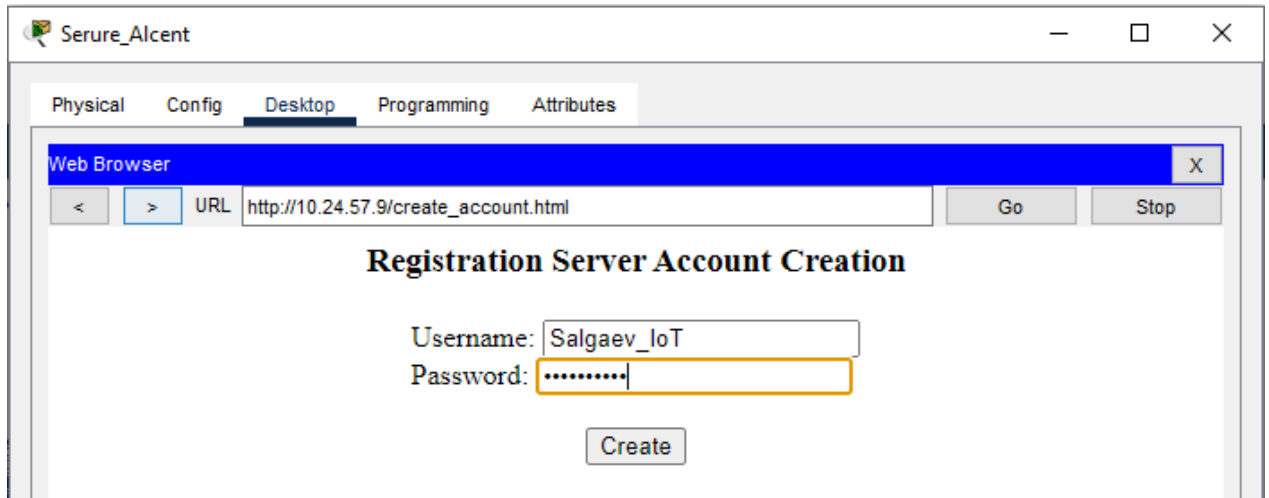 Serure_Alcent
Physical Config Desktop Programming Attributes
Web Browser X
< > URL http://10.24.57.9/create_account.html Go Stop
Registration Server Account Creation
Username: Salgaev_IoT
Password: ••••••••••
Create